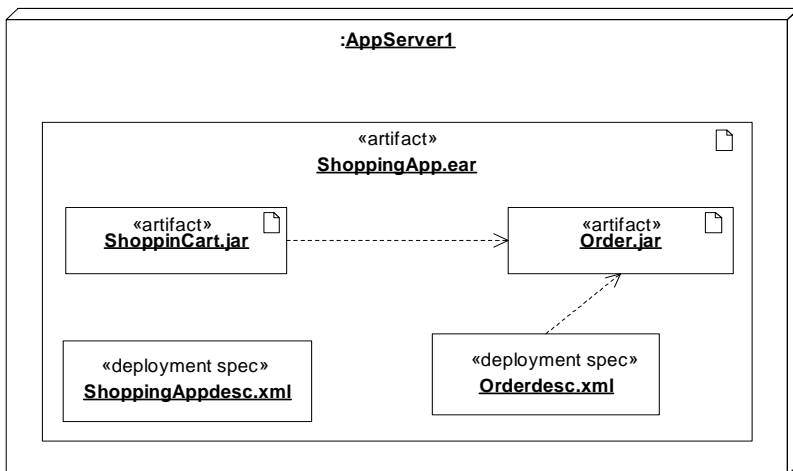 :AppServer1
«artifact»
ShoppingApp.ear
«artifact»
ShoppinCart.jar
«artifact»
Order.jar
«deployment spec»
ShoppingAppdesc.xml
«deployment spec»
Orderdesc.xml